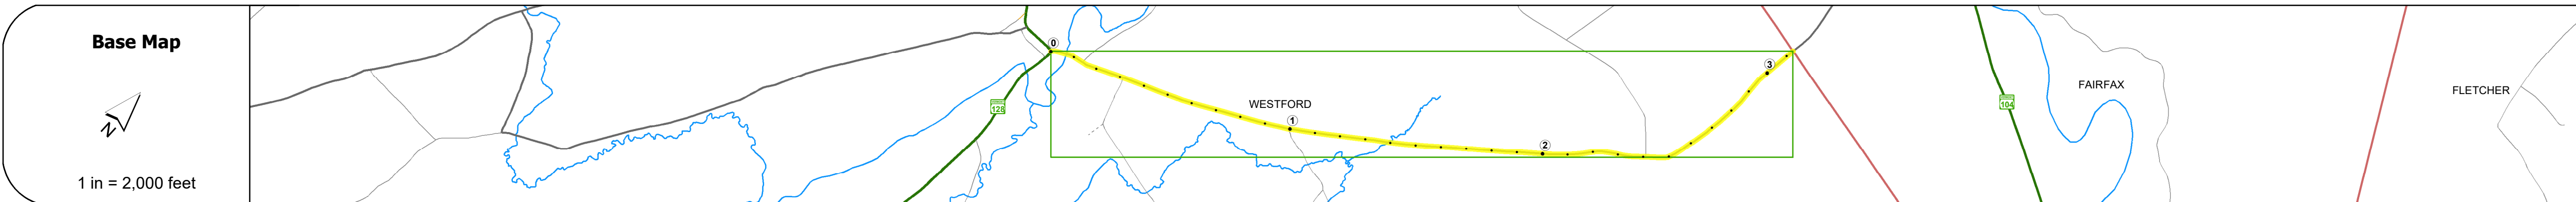 Base Map
N
1 in = 2,000 feet
0
128
WESTFORD
1
2
3
104
FAIRFAX
FLETCHER